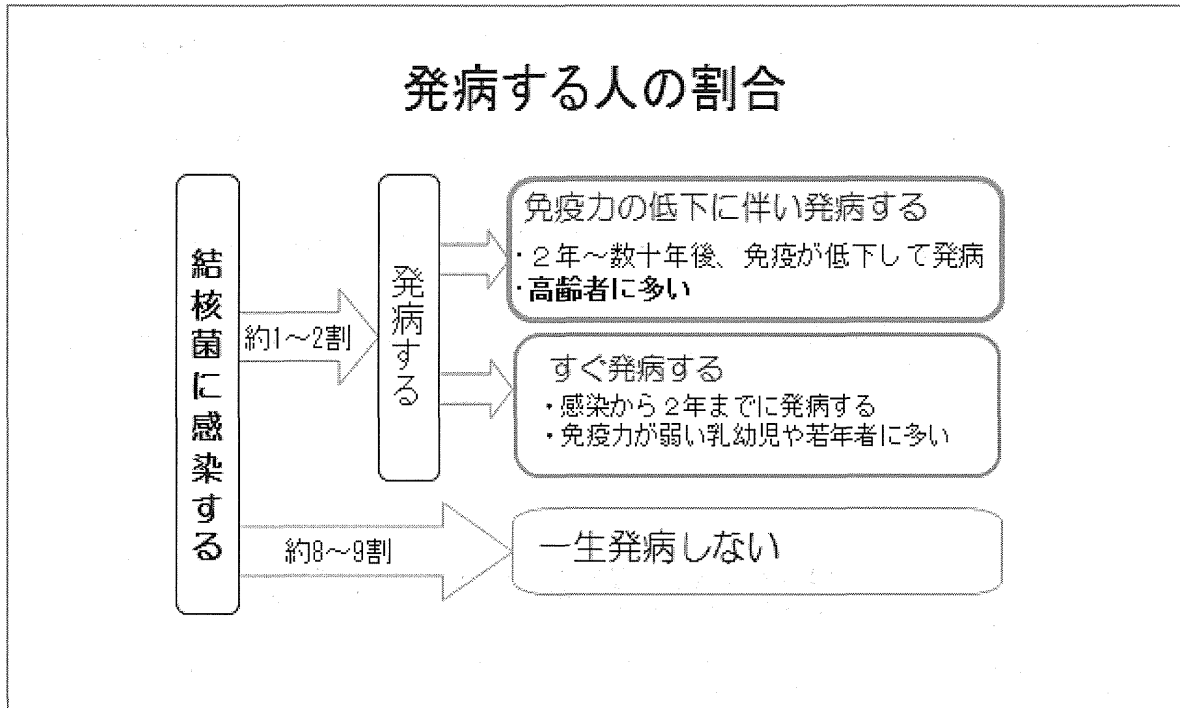 発病する人の割合
結核菌に感染する
約1～2割
発病する
免疫力の低下に伴い発病する
・２年～数十年後、免疫が低下して発病
・高齢者に多い
すぐ発病する
・感染から２年までに発病する
・免疫力が弱い乳幼児や若年者に多い
約8～9割
一生発病しない